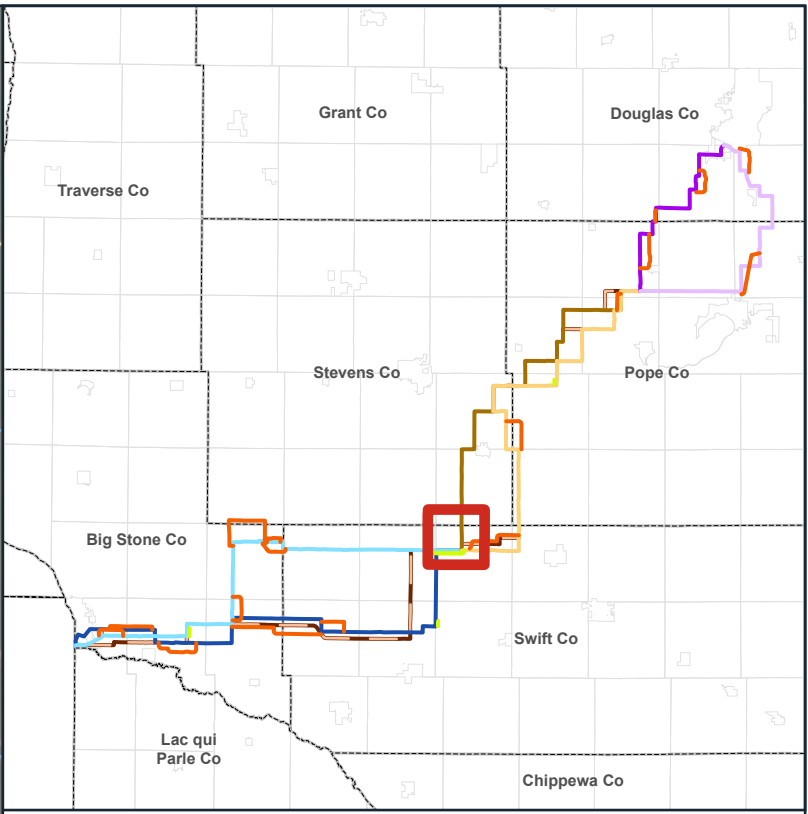 Grant Co
Douglas Co
Traverse Co
Stevens Co
Pope Co
Big Stone Co
Swift Co
Lac qui
Parle Co
Chippewa Co